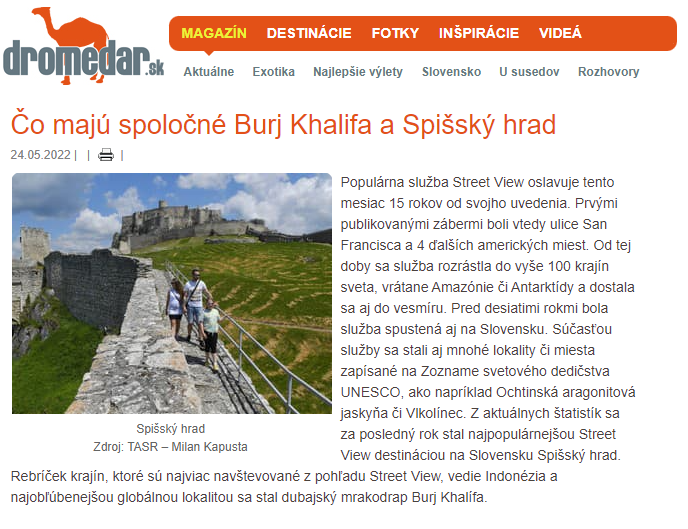 dromedar.sk
MAGAZÍN DESTINÁCIE FOTKY INŠPIRÁCIE VIDEÁ
Aktuálne Exotika Najlepšie výlety Slovensko U susedov Rozhovory
Čo majú spoločné Burj Khalifa a Spišský hrad
24.05.2022 | | |
Populárna služba Street View oslavuje tento
mesiac 15 rokov od svojho uvedenia. Prvými
publikovanými zábermi boli vtedy ulice San
Francisca a 4 ďalších amerických miest. Od tej
doby sa služba rozrástla do vyše 100 krajín
sveta, vrátane Amazónie či Antarktídy a dostala
sa aj do vesmíru. Pred desiatimi rokmi bola
služba spustená aj na Slovensku. Súčasťou
služby sa stali aj mnohé lokality či miesta
zapísané na Zozname svetového dedičstva
UNESCO, ako napríklad Ochtinská aragonitová
jaskyňa či Vlkolínec. Z aktuálnych štatistík sa
za posledný rok stal najpopulárnejšou Street
View destináciou na Slovensku Spišský hrad.
Spišský hrad
Zdroj: TASR – Milan Kapusta
Rebríček krajín, ktoré sú najviac navštevované z pohľadu Street View, vedie Indonézia a
najobľúbenejšou globálnou lokalitou sa stal dubajský mrakodrap Burj Khalífa.